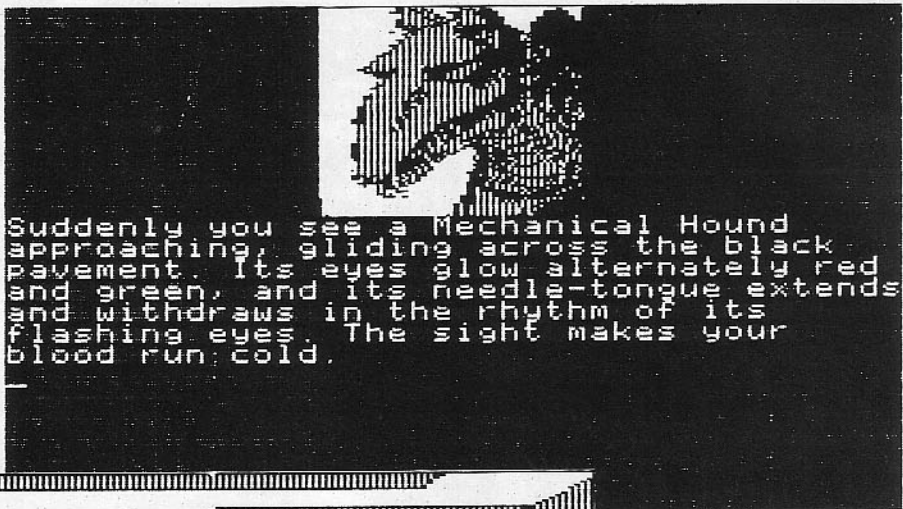 Suddenly you see a Mechanical Hound
approaching, gliding across the black
pavement. Its eyes glow alternately red
and green, and its needle-tongue extends
and withdraws in the rhythm of its
flashing eyes. The sight makes your
blood run cold.